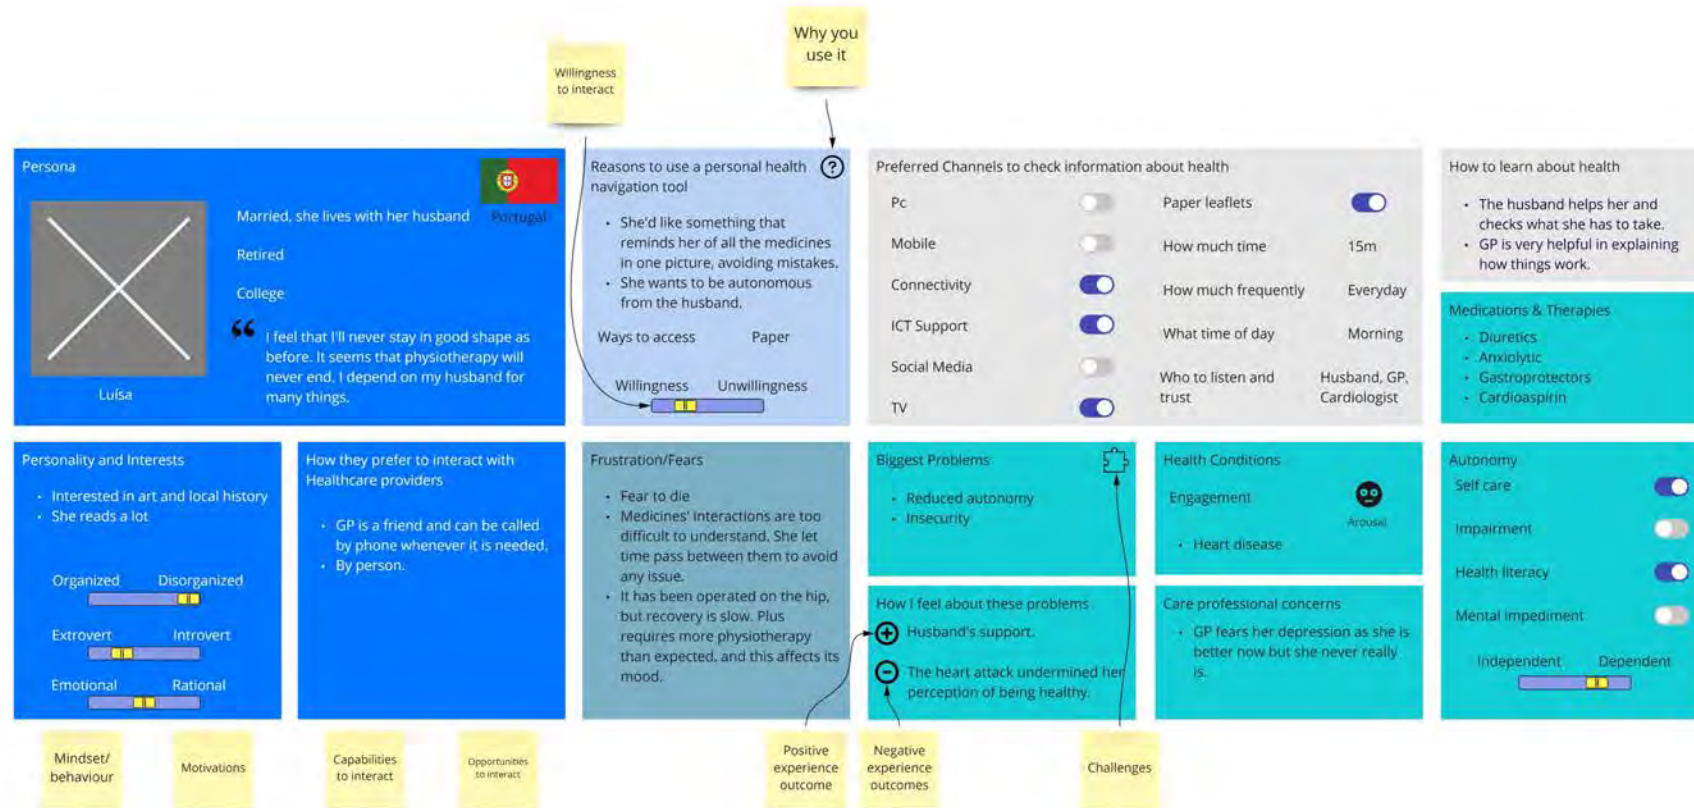 Why you
use it
Willingness
to interact
Persona
Portugal
Married, she lives with her husband
Retired
College
“ I feel that I'll never stay in good shape as
before. It seems that physiotherapy will
never end. I depend on my husband for
many things.
Luísa
Reasons to use a personal health
navigation tool
?
• She'd like something that
reminds her of all the medicines
in one picture, avoiding mistakes.
• She wants to be autonomous
from the husband.
Ways to access Paper
Willingness Unwillingness
Preferred Channels to check information about health
Pc
Mobile
Connectivity
ICT Support
Social Media
TV
Paper leaflets
How much time 15m
How much frequently Everyday
What time of day Morning
Who to listen and
trust
Husband, GP,
Cardiologist
How to learn about health
• The husband helps her and
checks what she has to take.
• GP is very helpful in explaining
how things work.
Medications & Therapies
• Diuretics
• Anxiolytic
• Gastroprotectors
• Cardioaspirin
Personality and Interests
• Interested in art and local history
• She reads a lot
Organized Disorganized
Extrovert Introvert
Emotional Rational
How they prefer to interact with
Healthcare providers
• GP is a friend and can be called
by phone whenever it is needed.
• By person.
Frustration/Fears
• Fear to die
• Medicines' interactions are too
difficult to understand. She let
time pass between them to avoid
any issue.
• It has been operated on the hip,
but recovery is slow. Plus
requires more physiotherapy
than expected, and this affects its
mood.
Biggest Problems
• Reduced autonomy
• Insecurity
How I feel about these problems
Husband's support.
The heart attack undermined her
perception of being healthy.
Health Conditions
Engagement
Arousal
• Heart disease
Care professional concerns
• GP fears her depression as she is
better now but she never really
is.
Autonomy
Self care
Impairment
Health literacy
Mental impediment
Independent Dependent
Mindset/
behaviour
Motivations
Capabilities
to interact
Opportunities
to interact
Positive
experience
outcome
Negative
experience
outcomes
Challenges